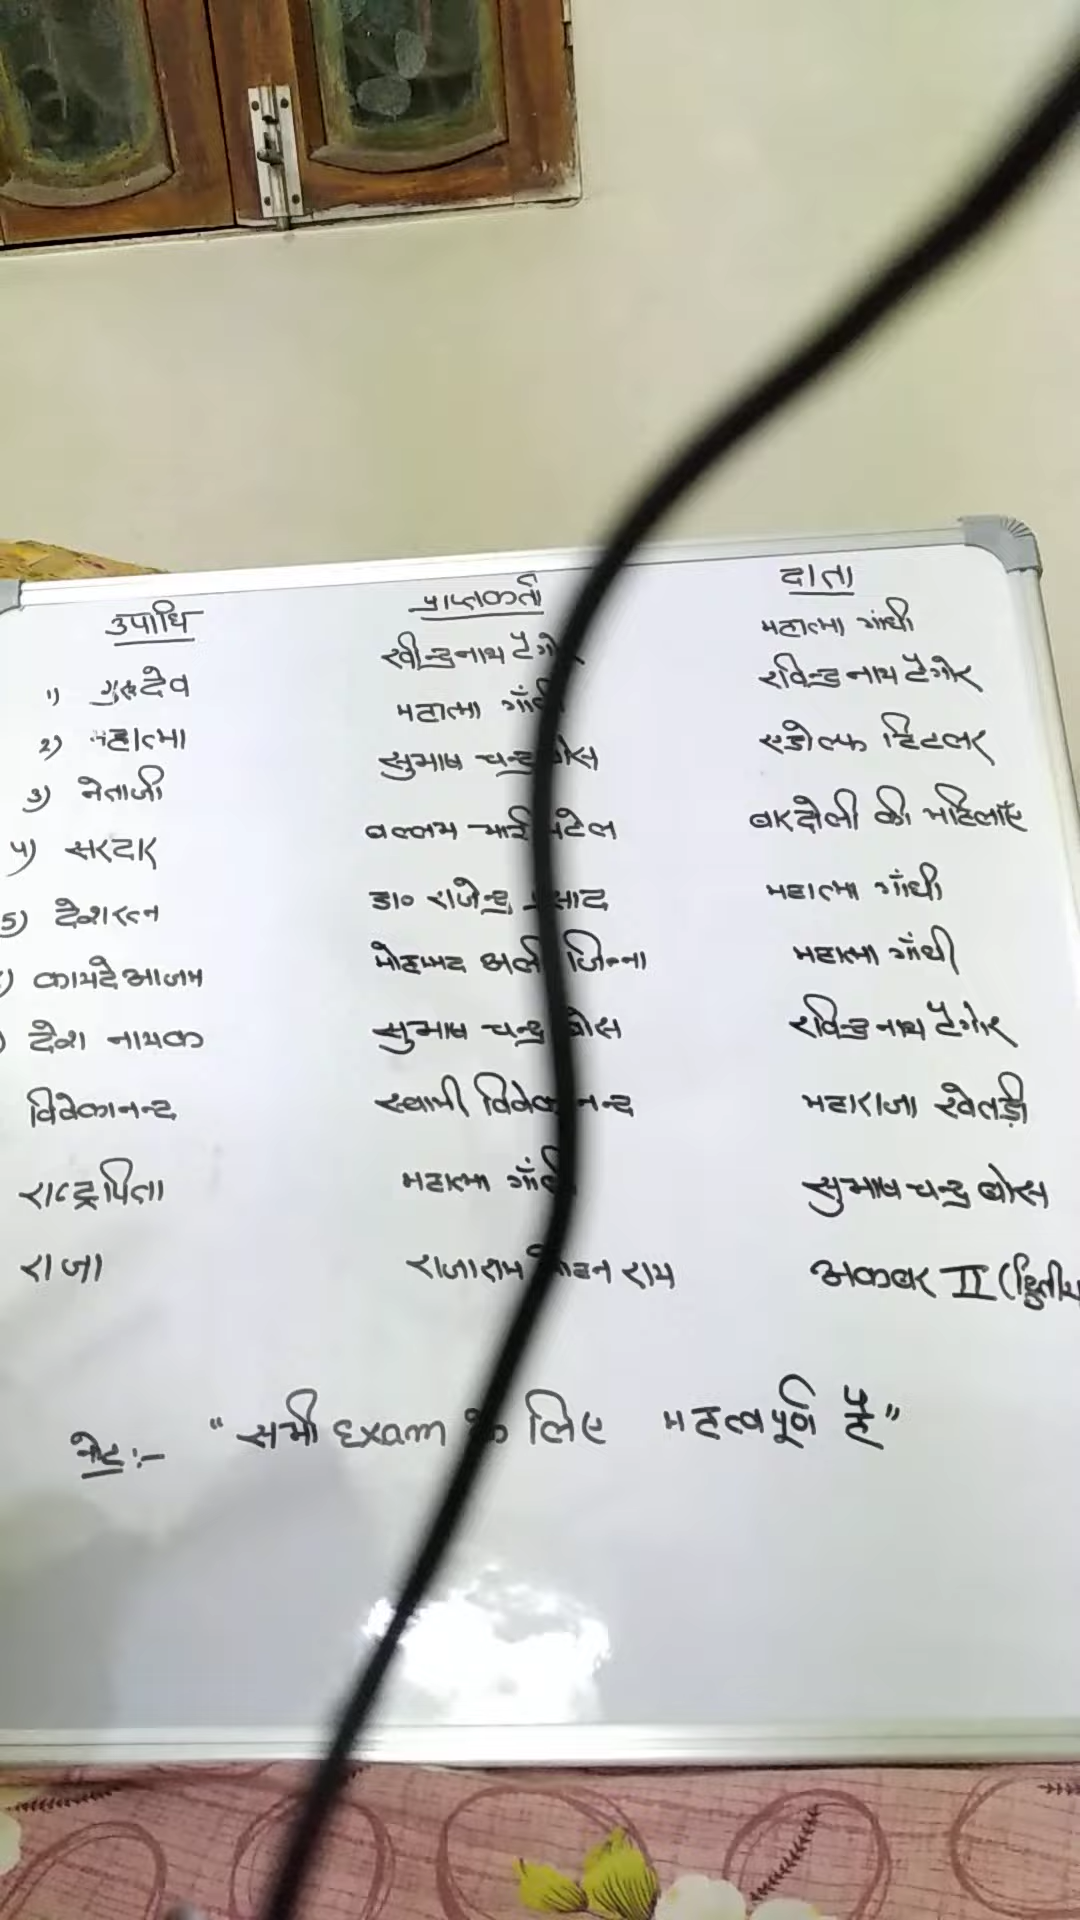 उपाधि प्राप्तकर्ता दाता
1) गुरुदेव रवीन्द्रनाथ टैगोर महात्मा गांधी
2) महात्मा महात्मा गाँधी रविन्द्र नाथ टैगोर
3) नेताजी सुभाष चन्द्र बोस एडोल्फ हिटलर
4) सरदार वल्लभ भाई पटेल बारदोली की महिलाएँ
5) देशरत्न डा० राजेन्द्र प्रसाद महात्मा गाँधी
) कायदे आजम मोहम्मद अली जिन्ना महात्मा गाँधी
) देश नायक सुभाष चन्द्र बोस रविन्द्र नाथ टैगोर
विवेकानन्द स्वामी विवेकानन्द महाराजा खेतड़ी
राष्ट्रपिता महात्मा गाँधी सुभाष चन्द्र बोस
राजा राजाराम मोहन राय अकबर II (द्वितीय
नोट :- "सभी Exam के लिए महत्वपूर्ण है"